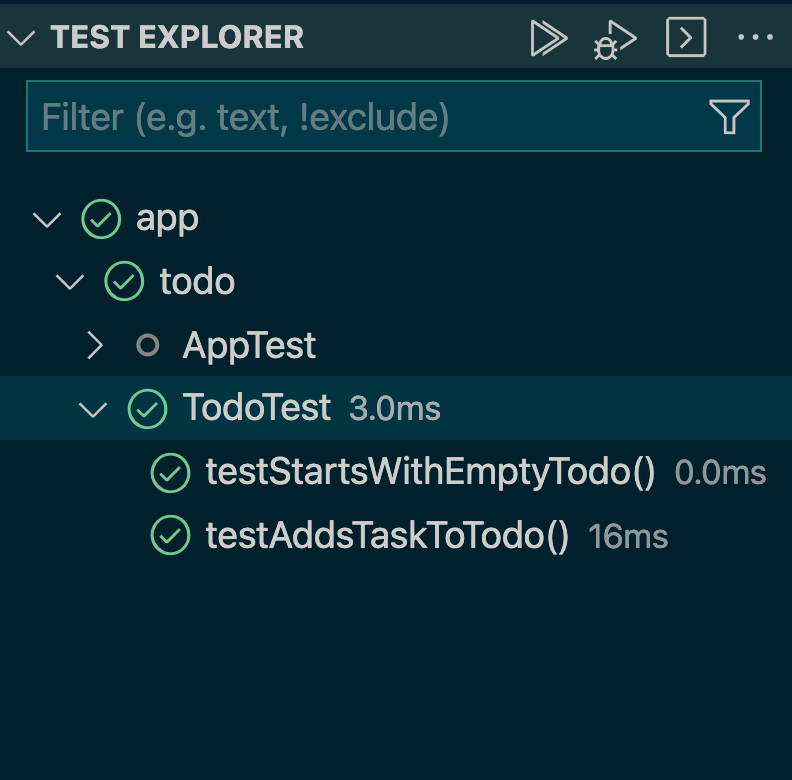 TEST EXPLORER
Filter (e.g. text, !exclude)
app
todo
AppTest
TodoTest 3.0ms
testStartsWithEmptyTodo() 0.0ms
testAddsTaskToTodo() 16ms